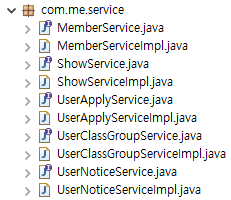 com.me.service
MemberService.java
MemberServiceImpl.java
ShowService.java
ShowServiceImpl.java
UserApplyService.java
UserApplyServiceImpl.java
UserClassGroupService.java
UserClassGroupServiceImpl.java
UserNoticeService.java
UserNoticeServiceImpl.java